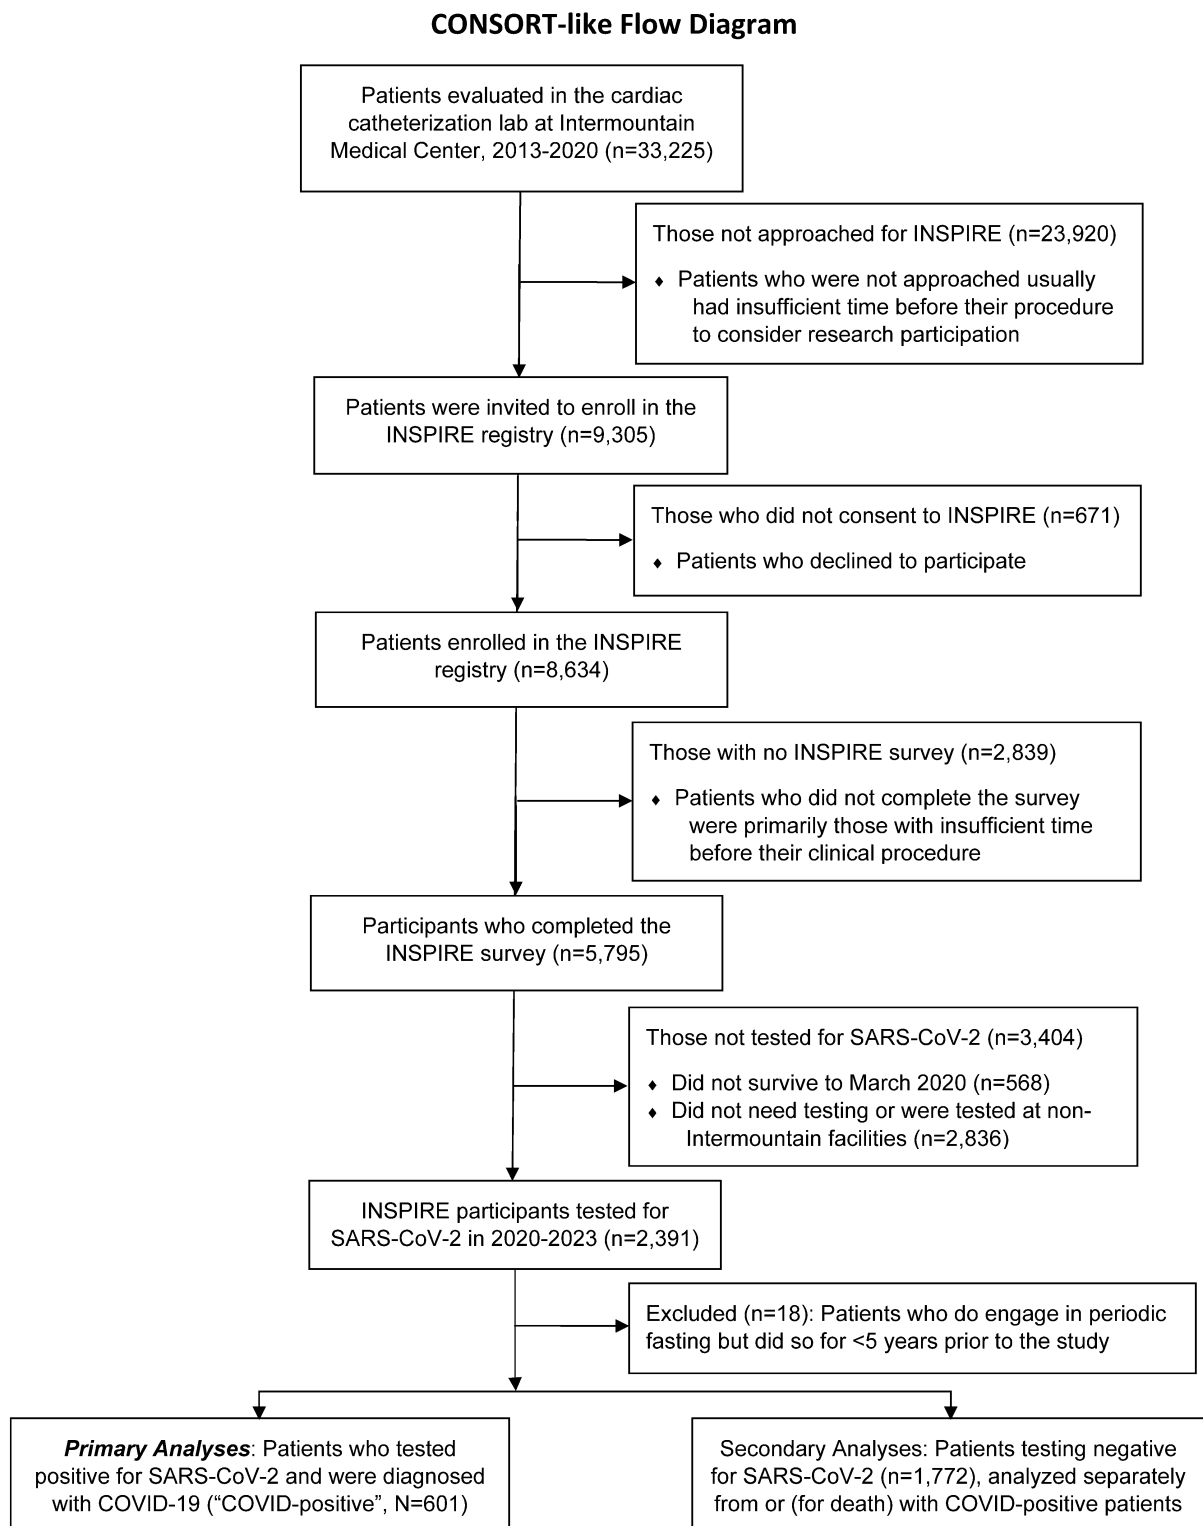 CONSORT-like Flow Diagram
Patients evaluated in the cardiac
catheterization lab at Intermountain
Medical Center, 2013-2020 (n=33,225)
Those not approached for INSPIRE (n=23,920)
♦ Patients who were not approached usually
had insufficient time before their procedure
to consider research participation
Patients were invited to enroll in the
INSPIRE registry (n=9,305)
Those who did not consent to INSPIRE (n=671)
♦ Patients who declined to participate
Patients enrolled in the INSPIRE
registry (n=8,634)
Those with no INSPIRE survey (n=2,839)
♦ Patients who did not complete the survey
were primarily those with insufficient time
before their clinical procedure
Participants who completed the
INSPIRE survey (n=5,795)
Those not tested for SARS-CoV-2 (n=3,404)
♦ Did not survive to March 2020 (n=568)
♦ Did not need testing or were tested at non-
Intermountain facilities (n=2,836)
INSPIRE participants tested for
SARS-CoV-2 in 2020-2023 (n=2,391)
Excluded (n=18): Patients who do engage in periodic
fasting but did so for <5 years prior to the study
Primary Analyses: Patients who tested
positive for SARS-CoV-2 and were diagnosed
with COVID-19 (“COVID-positive”, N=601)
Secondary Analyses: Patients testing negative
for SARS-CoV-2 (n=1,772), analyzed separately
from or (for death) with COVID-positive patients